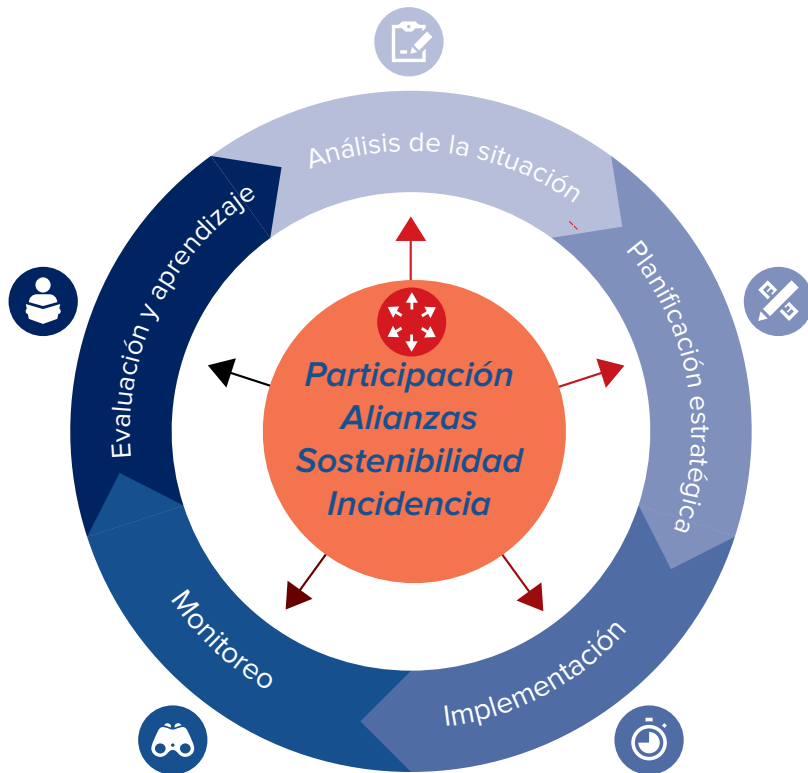 Análisis de la situación
Planificación estratégica
Implementación
Monitoreo
Evaluación y aprendizaje
Participación
Alianzas
Sostenibilidad
Incidencia